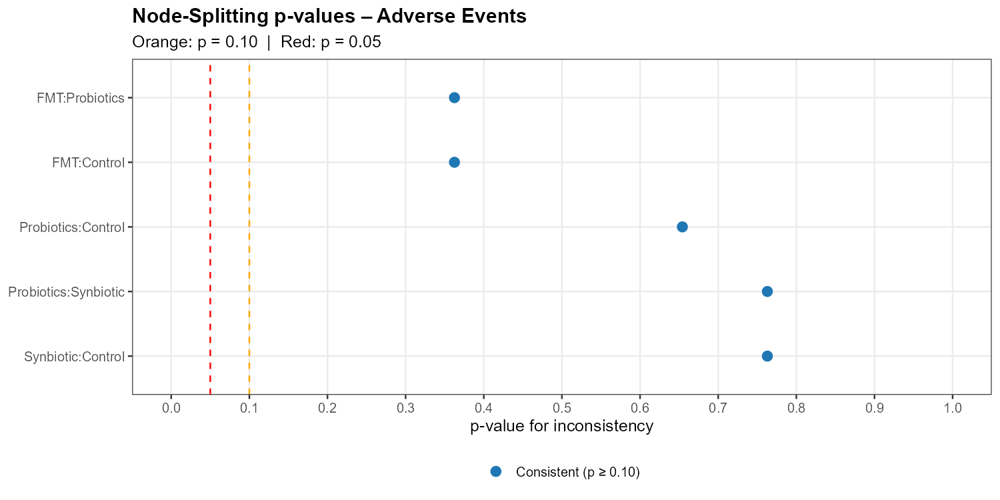 Node-Splitting p-values – Adverse Events
Orange: p = 0.10 | Red: p = 0.05
FMT:Probiotics
FMT:Control
Probiotics:Control
Probiotics:Synbiotic
Synbiotic:Control
0.0 0.1 0.2 0.3 0.4 0.5 0.6 0.7 0.8 0.9 1.0
p-value for inconsistency
Consistent (p ≥ 0.10)